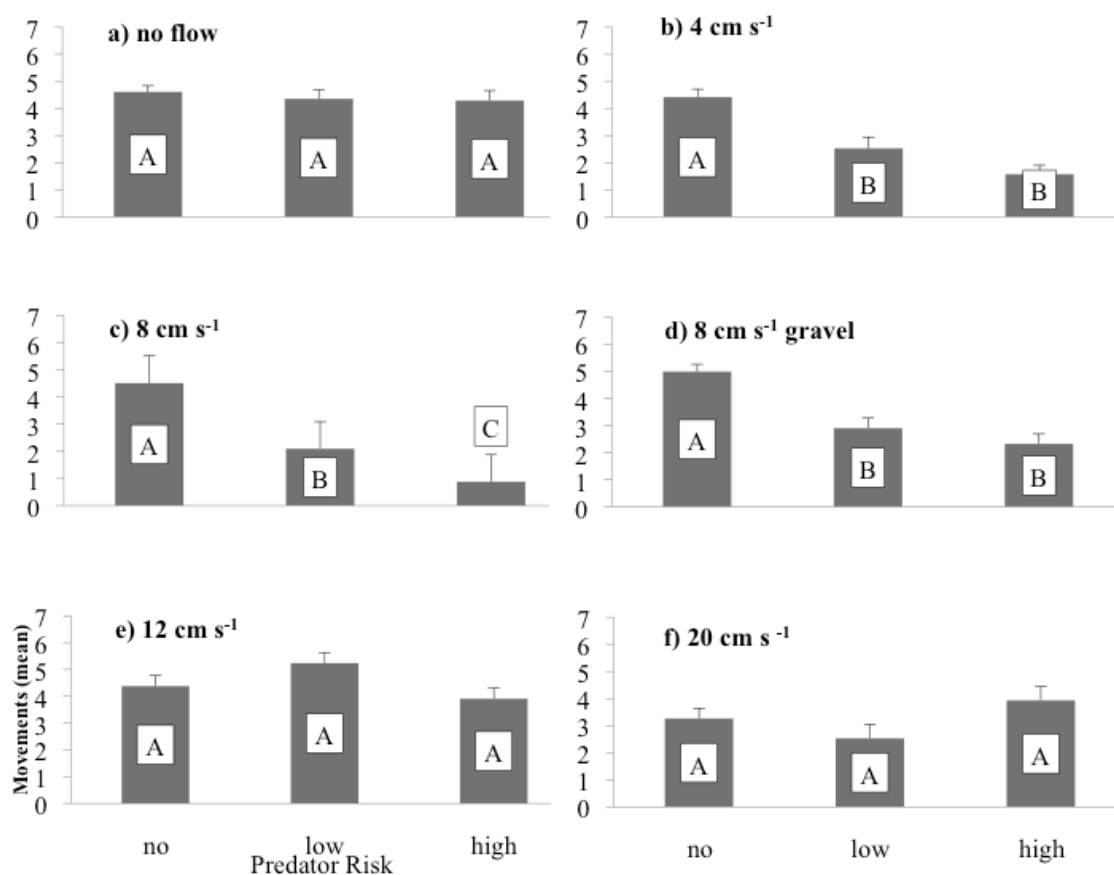 a) no flow
7
6
5
4
3
2
1
0
A
A
A
b) 4 cm s-1
7
6
5
4
3
2
1
0
A
B
B
c) 8 cm s-1
7
6
5
4
3
2
1
0
A
B
C
d) 8 cm s-1 gravel
7
6
5
4
3
2
1
0
A
B
B
e) 12 cm s-1
Movements (mean)
7
6
5
4
3
2
1
0
A
A
A
no low high
Predator Risk
f) 20 cm s -1
7
6
5
4
3
2
1
0
A
A
A
no low high